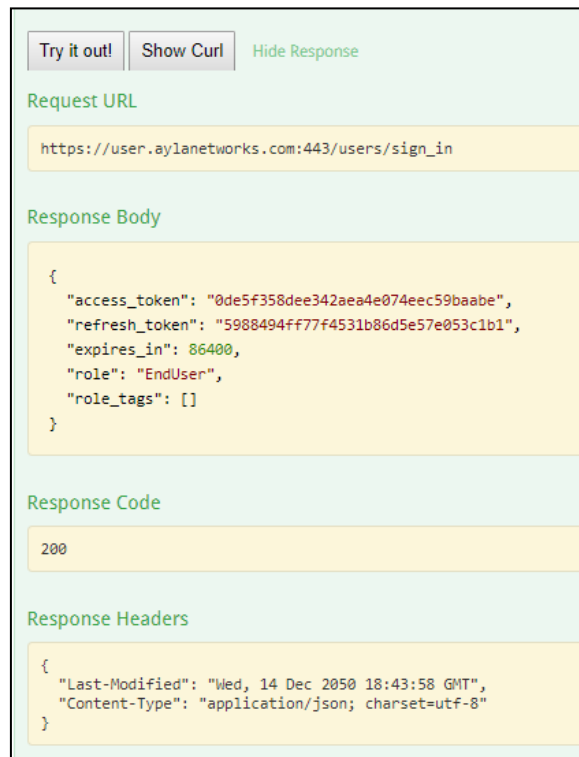 Try it out! Show Curl Hide Response
Request URL
https://user.aylanetworks.com:443/users/sign_in
Response Body
{
"access_token": "0de5f358dee342aea4e074eec59baabe",
"refresh_token": "5988494ff77f4531b86d5e57e053c1b1",
"expires_in": 86400,
"role": "EndUser",
"role_tags": []
}
Response Code
200
Response Headers
{
"Last-Modified": "Wed, 14 Dec 2050 18:43:58 GMT",
"Content-Type": "application/json; charset=utf-8"
}